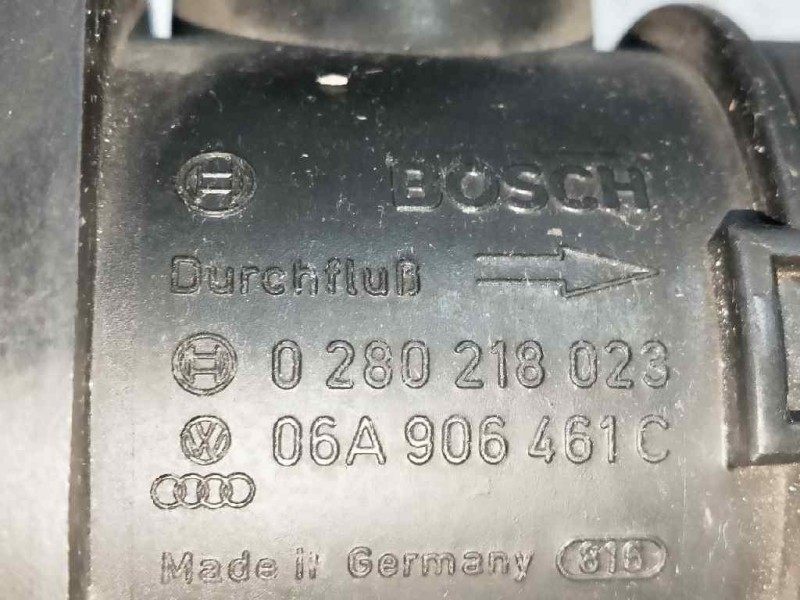 BOSCH
Durchfluß
0 280 218 023
06A 906 461 C
Made in Germany 816